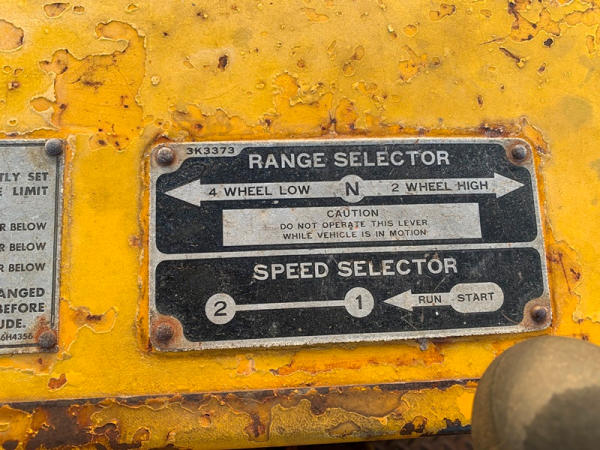 TLY SET
E LIMIT
R BELOW
R BELOW
R BELOW
ANGED
BEFORE
UDE.
6H4356
3K3373
RANGE SELECTOR
4 WHEEL LOW N 2 WHEEL HIGH
CAUTION
DO NOT OPERATE THIS LEVER
WHILE VEHICLE IS IN MOTION
SPEED SELECTOR
2 1 RUN START